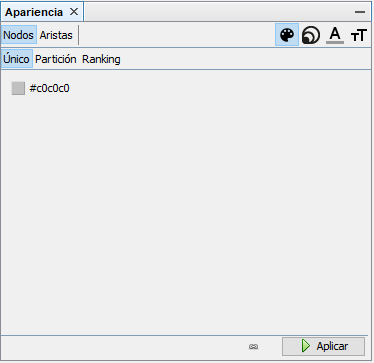 Apariencia
Nodos Aristas
Único Partición Ranking
#c0c0c0
Aplicar